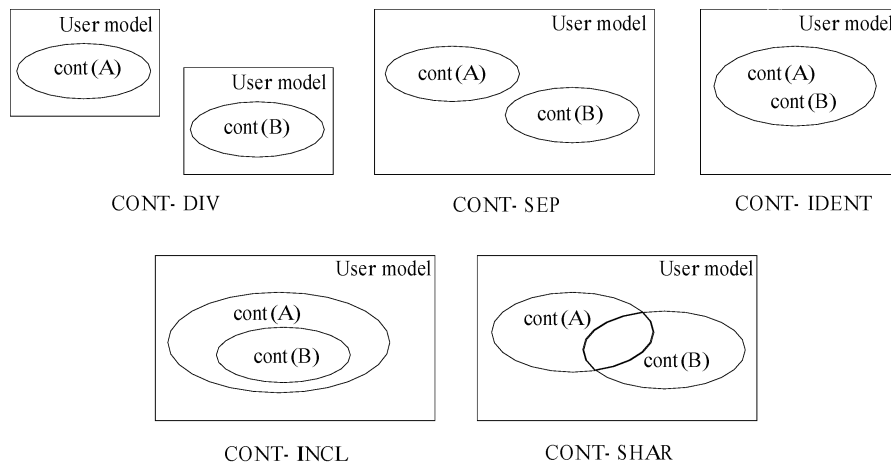 User model
cont (A)
User model
cont (B)
CONT- DIV
User model
cont (A)
cont (B)
CONT- SEP
User model
cont (A)
cont (B)
CONT- IDENT
User model
cont (A)
cont (B)
CONT- INCL
User model
cont (A)
cont (B)
CONT- SHAR